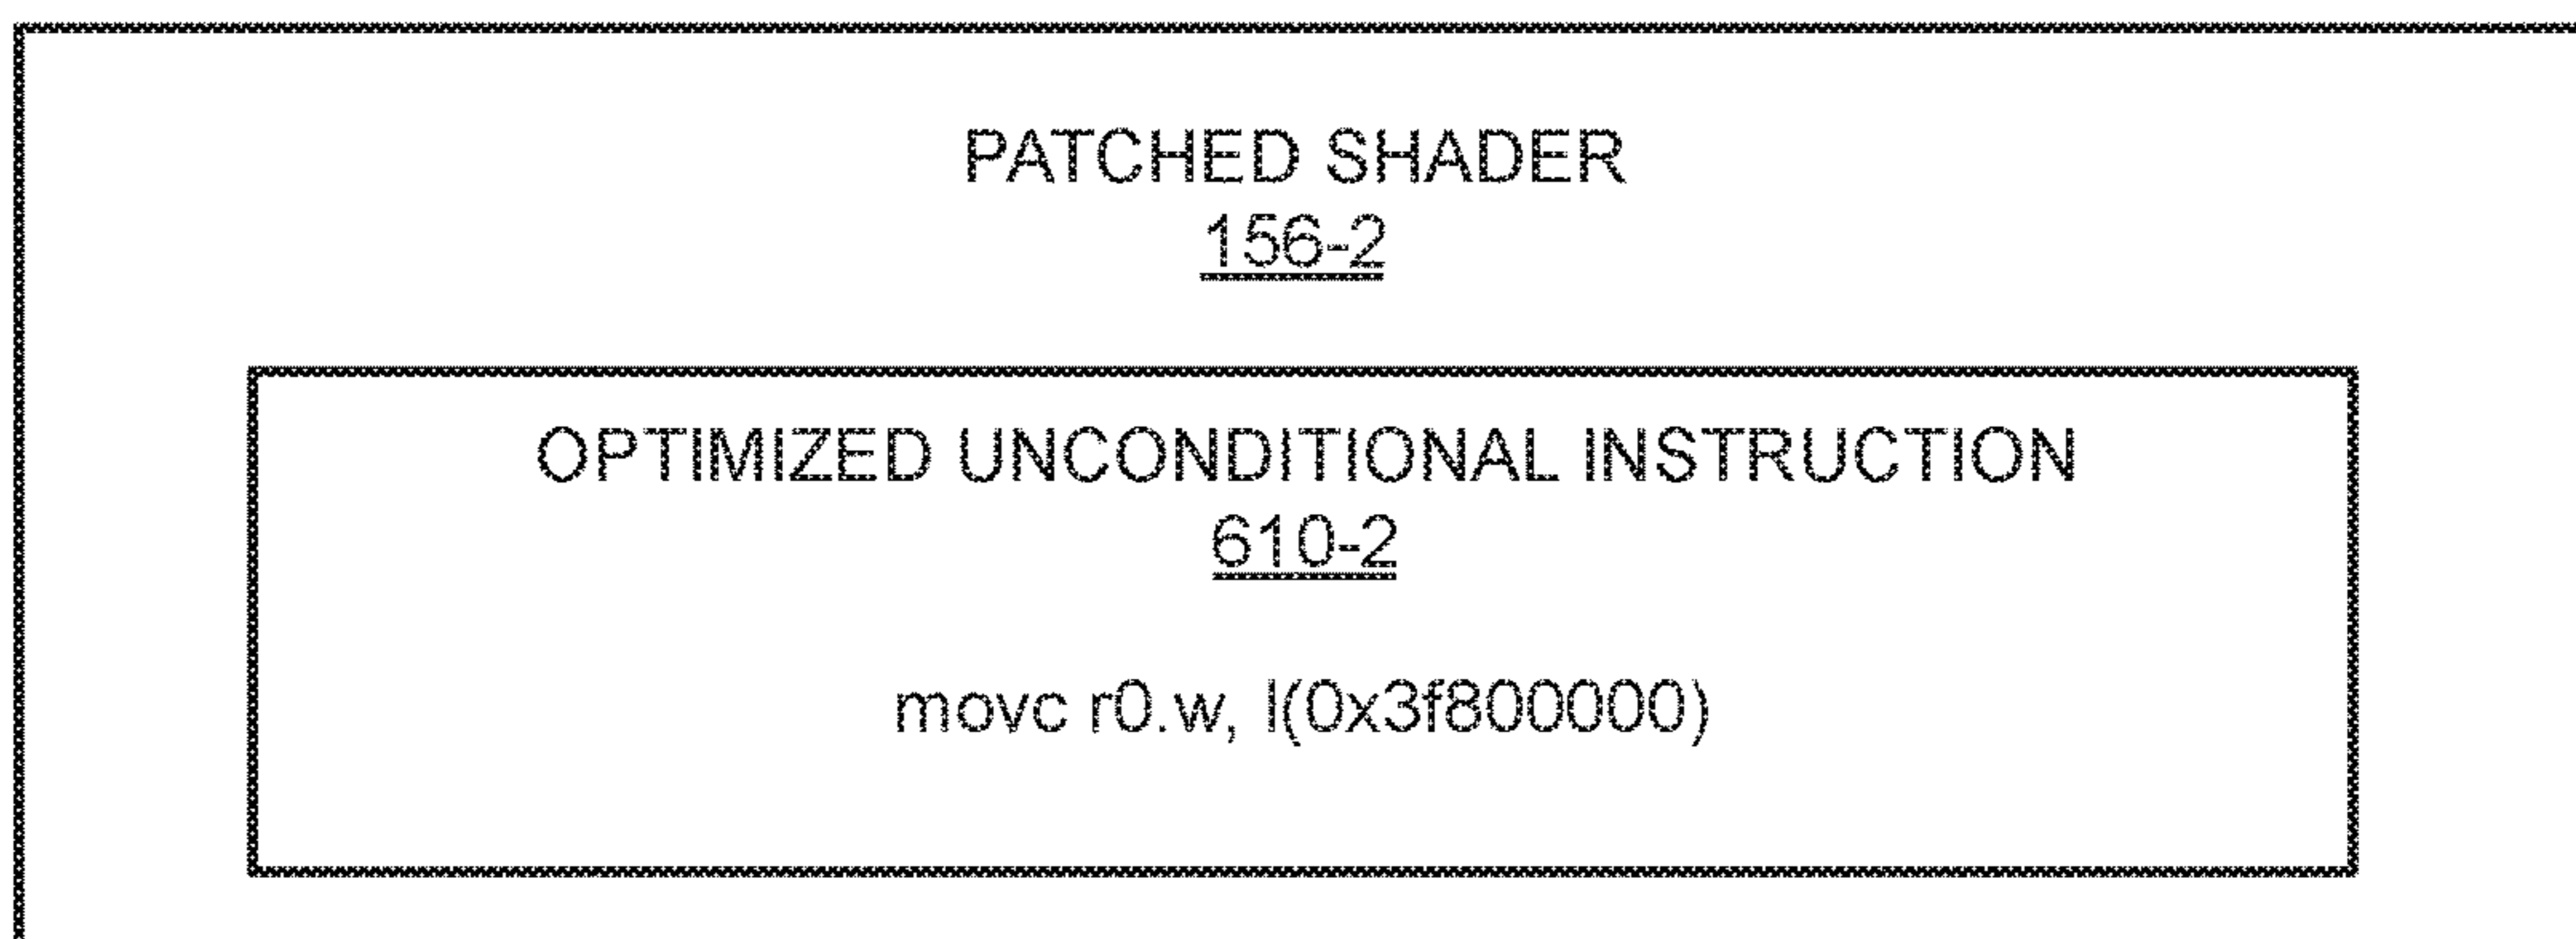 PATCHED SHADER
156-2
OPTIMIZED UNCONDITIONAL INSTRUCTION
610-2
movc r0.w, l(0x3f800000)